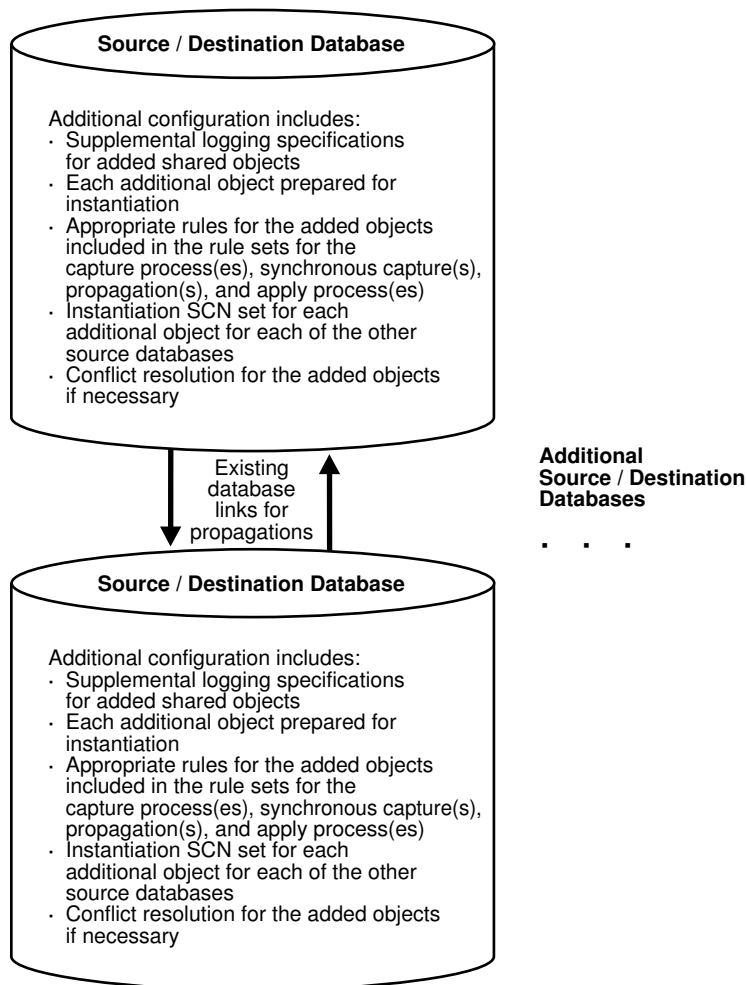 Source / Destination Database
Additional configuration includes:
· Supplemental logging specifications
for added shared objects
· Each additional object prepared for
instantiation
· Appropriate rules for the added objects
included in the rule sets for the
capture process(es), synchronous capture(s),
propagation(s), and apply process(es)
· Instantiation SCN set for each
additional object for each of the other
source databases
· Conflict resolution for the added objects
if necessary
Existing
database
links for
propagations
Additional
Source / Destination
Databases
. . .
Source / Destination Database
Additional configuration includes:
· Supplemental logging specifications
for added shared objects
· Each additional object prepared for
instantiation
· Appropriate rules for the added objects
included in the rule sets for the
capture process(es), synchronous capture(s),
propagation(s), and apply process(es)
· Instantiation SCN set for each
additional object for each of the other
source databases
· Conflict resolution for the added objects
if necessary